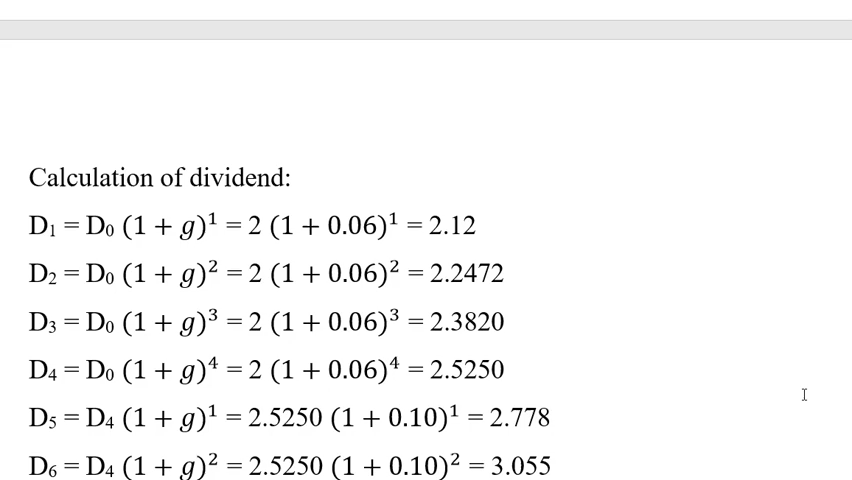 Calculation of dividend:
D₁ = D₀ (1 + 𝑔)¹ = 2 (1 + 0.06)¹ = 2.12
D₂ = D₀ (1 + 𝑔)² = 2 (1 + 0.06)² = 2.2472
D₃ = D₀ (1 + 𝑔)³ = 2 (1 + 0.06)³ = 2.3820
D₄ = D₀ (1 + 𝑔)⁴ = 2 (1 + 0.06)⁴ = 2.5250
D₅ = D₄ (1 + 𝑔)¹ = 2.5250 (1 + 0.10)¹ = 2.778
D₆ = D₄ (1 + 𝑔)² = 2.5250 (1 + 0.10)² = 3.055